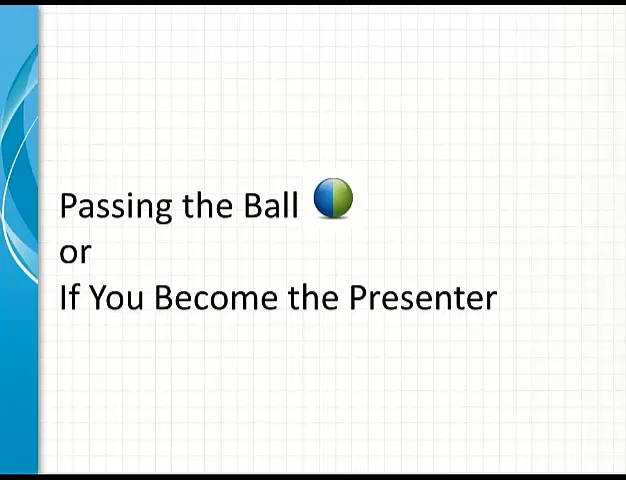 Passing the Ball
or
If You Become the Presenter